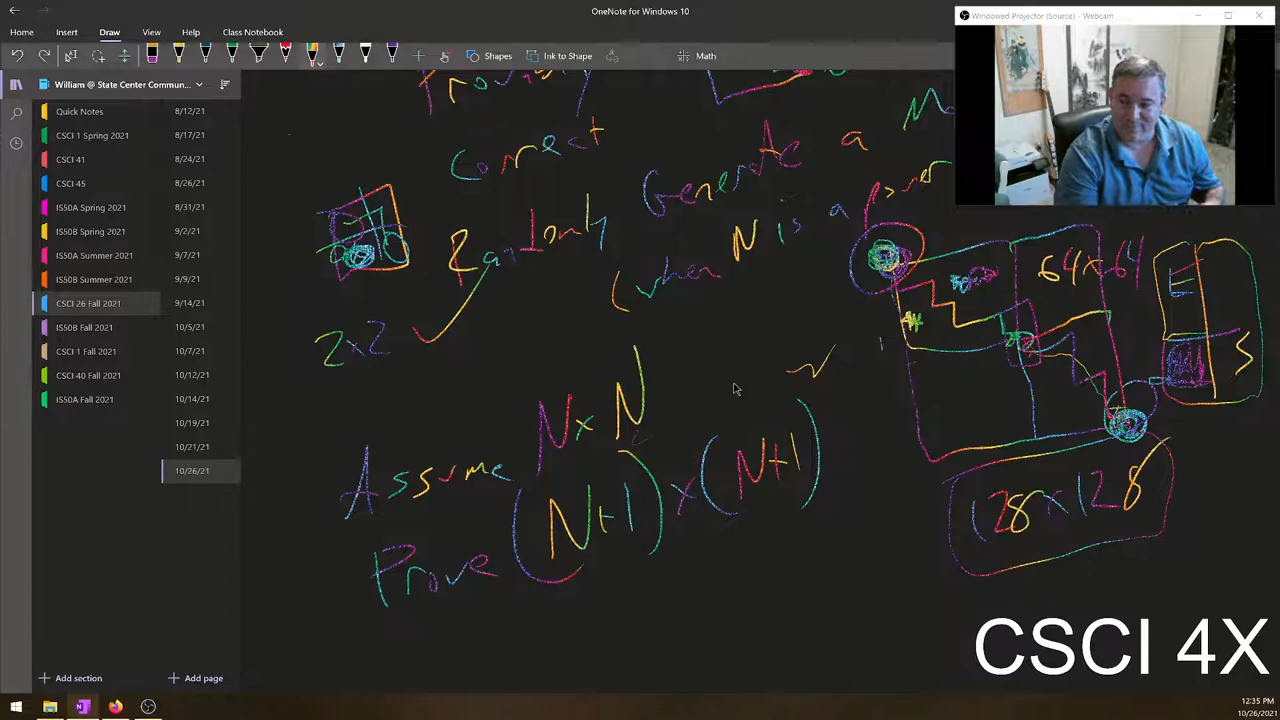 OneNote for Windows 10
Windowed Projector (Source) - Webcam
Home Insert Draw View Help Class Notebook
Shapes Ink to Shape Math
William @ State Center Commun...
Quick Notes
CSCI 1 Spring 2021
CSCI 41
CSCI 45
IS50A Spring 2021
IS50B Spring 2021
IS50A Summer 2021
IS50B Summer 2021
CSCI 26 Fall 2021
IS50B Fall 2021
CSCI 1 Fall 2021
CSCI 40 Fall 2021
IS50A Fall 2021
Add section
8/12/21
8/17/21
8/24/21
8/26/21
8/31/21
9/1/21
9/7/21
9/9/21
9/14/21
10/5/21
10/7/21
10/12/21
10/14/21
10/19/21
10/21/21
10/26/21
Add page
Correct
Randomly Generate a
(when N is a
2x2
Assume N x N
Prove (N+1) x (N+1)
64x64
E
S
128x128
CSCI 4X
12:35 PM
10/26/2021